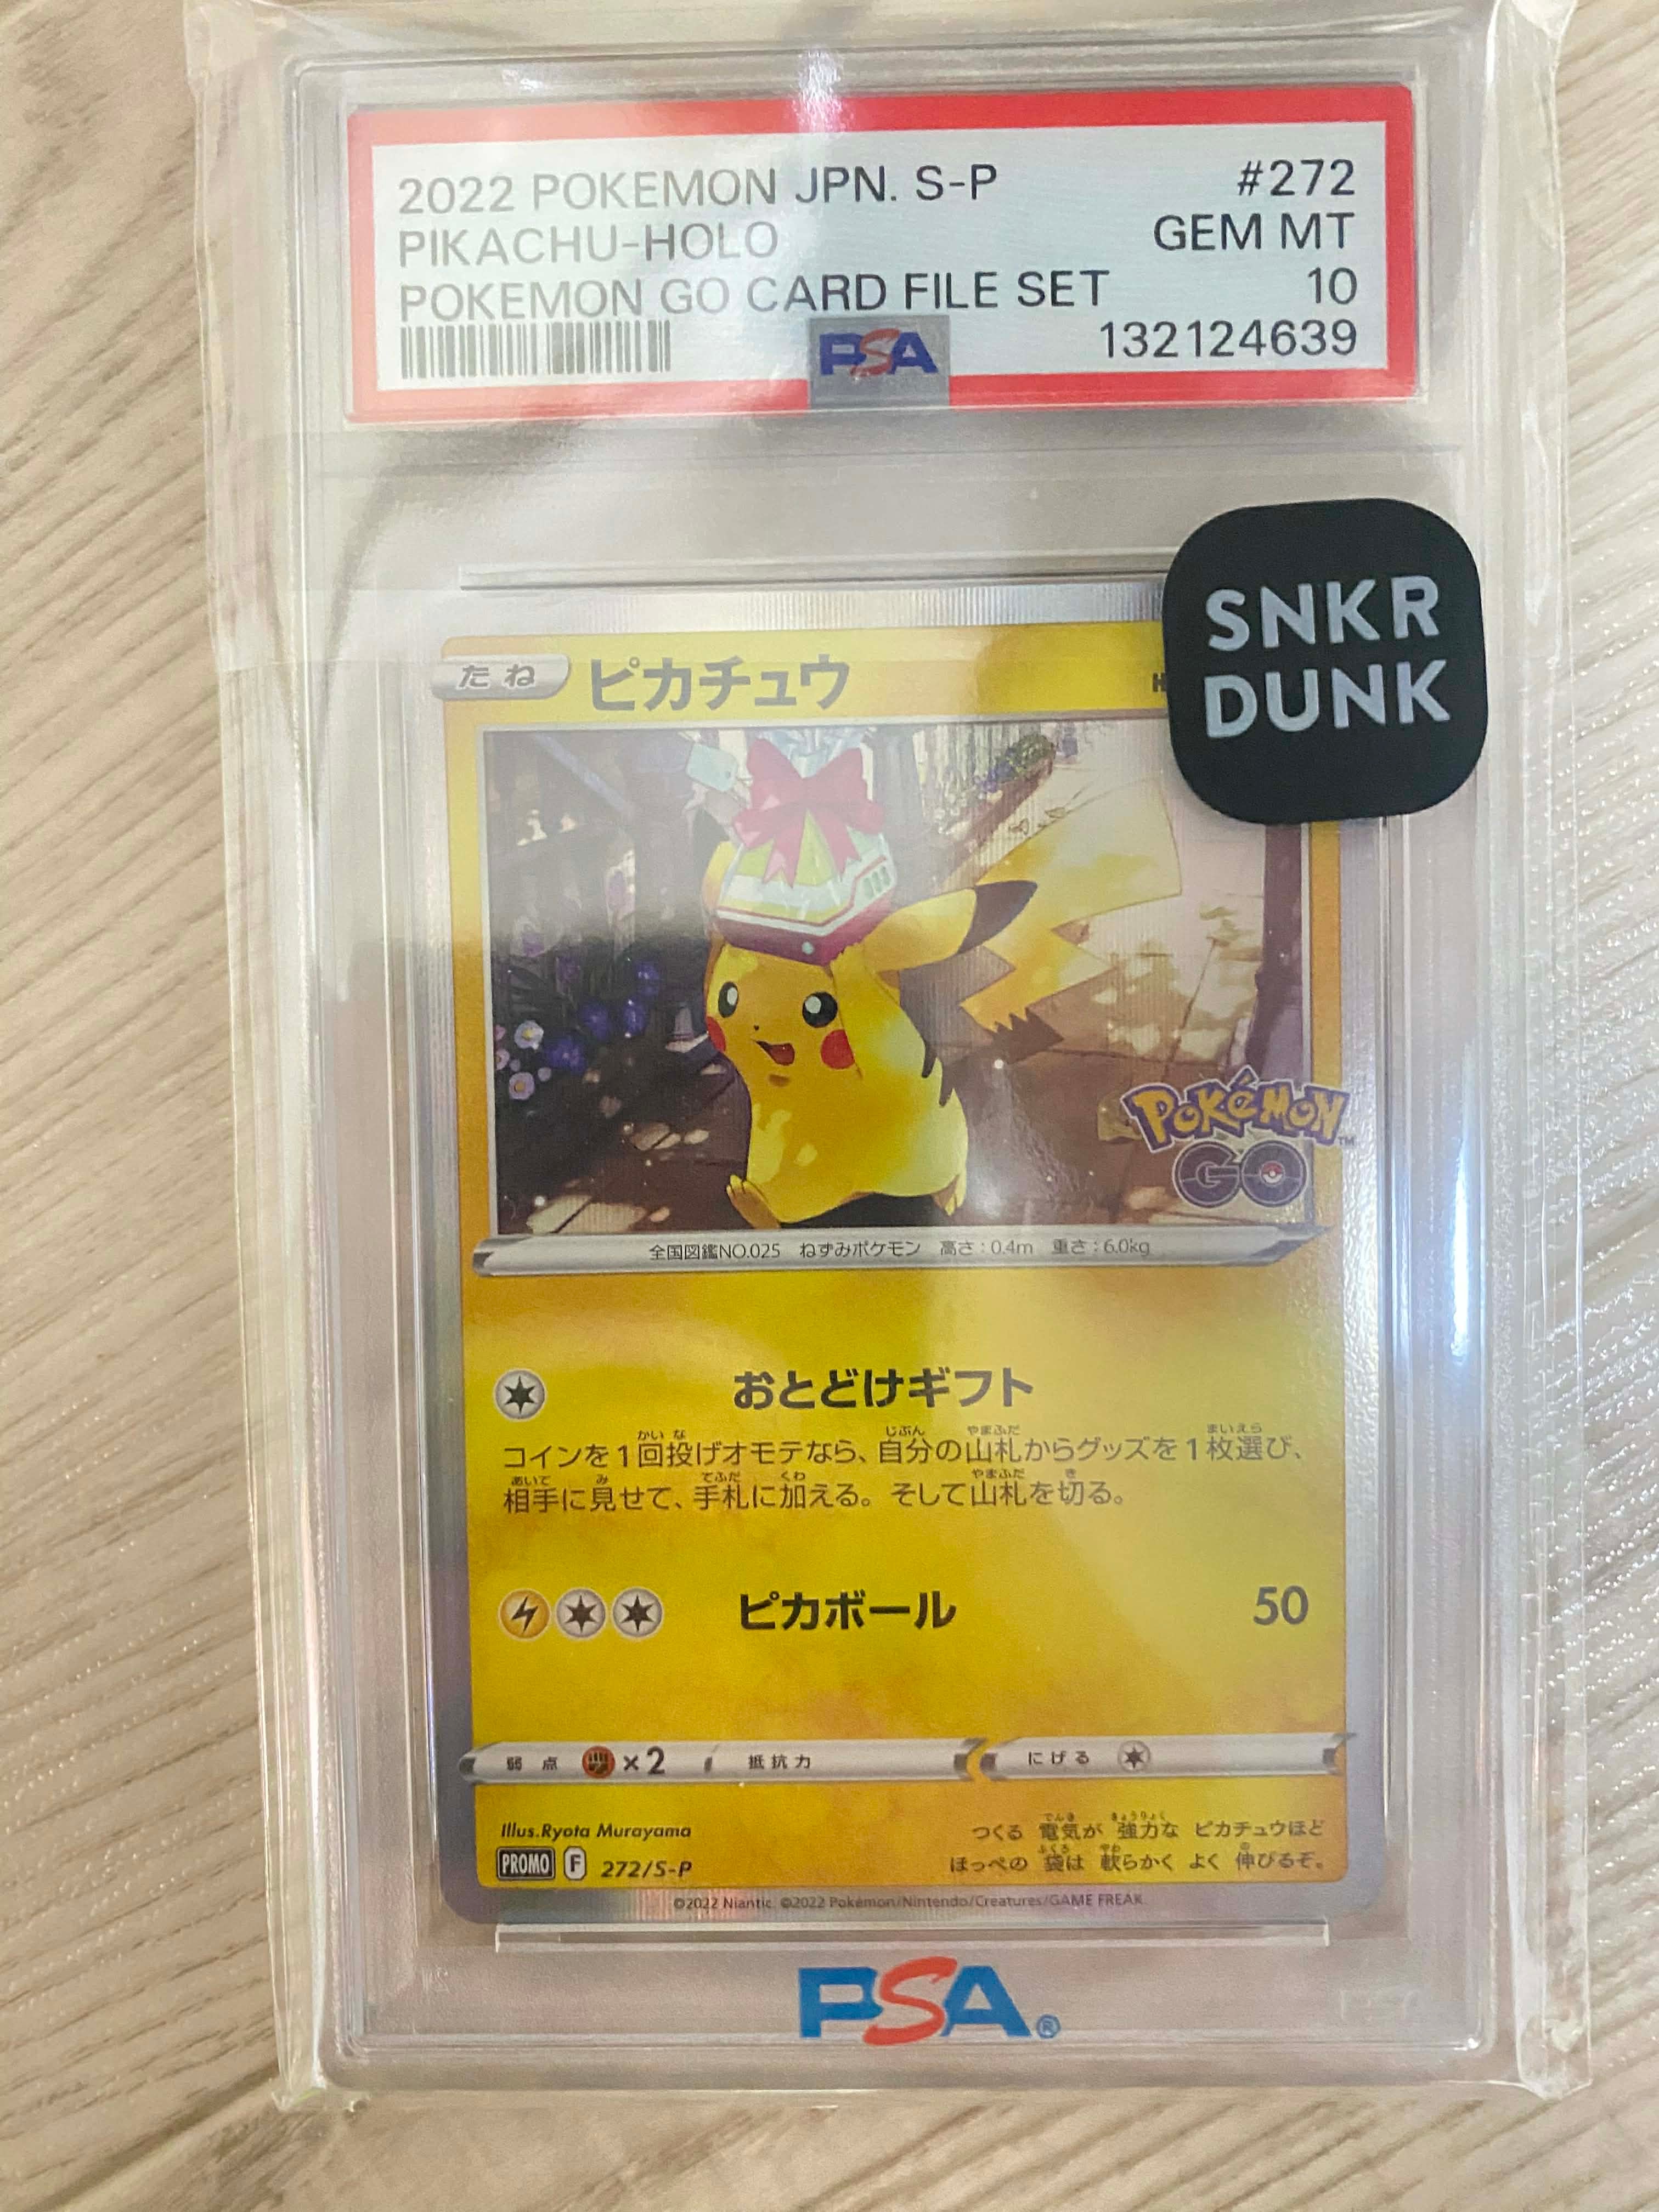 2022 POKEMON JPN. S-P #272
PIKACHU-HOLO GEM MT
POKEMON GO CARD FILE SET 10
PSA 132124639
SNKR
DUNK
たね ピカチュウ H
POKéMON™
GO
全国図鑑NO.025 ねずみポケモン 高さ:0.4m 重さ:6.0kg
おとどけギフト
コインを1回投げオモテなら、自分の山札からグッズを1枚選び、
相手に見せて、手札に加える。そして山札を切る。
ピカボール 50
弱点 ×2 抵抗力 にげる
Illus.Ryota Murayama
PROMO F 272/S-P
つくる 電気が 強力な ピカチュウほど
ほっぺの 袋は 軟らかく よく 伸びるぞ。
©2022 Niantic. ©2022 Pokémon/Nintendo/Creatures/GAME FREAK.
PSA®